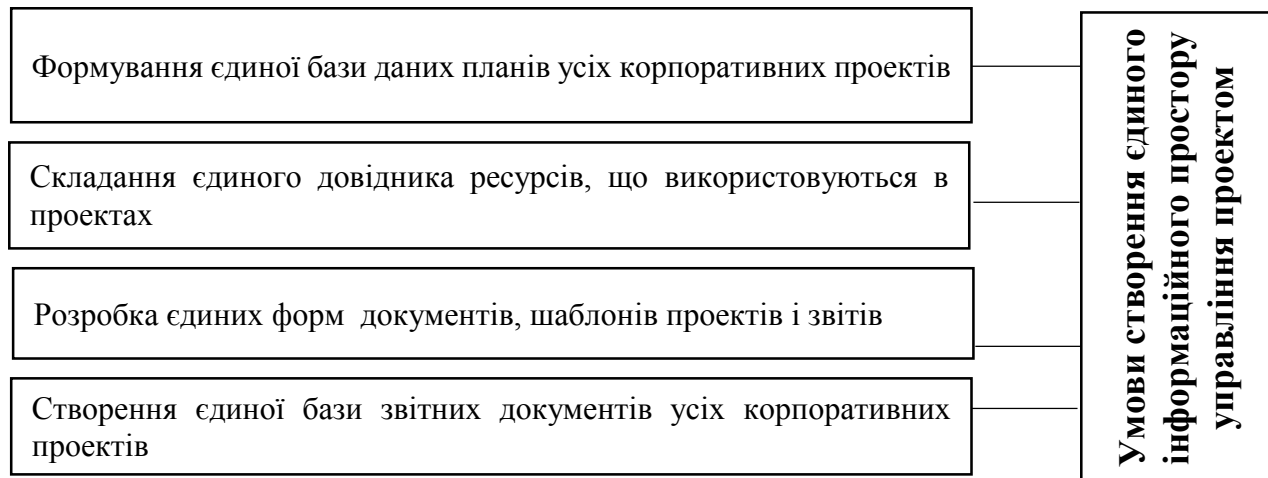 Формування єдиної бази даних планів усіх корпоративних проектів
Складання єдиного довідника ресурсів, що використовуються в
проектах
Розробка єдиних форм документів, шаблонів проектів і звітів
Створення єдиної бази звітних документів усіх корпоративних
проектів
Умови створення єдиного
інформаційного простору
управління проектом